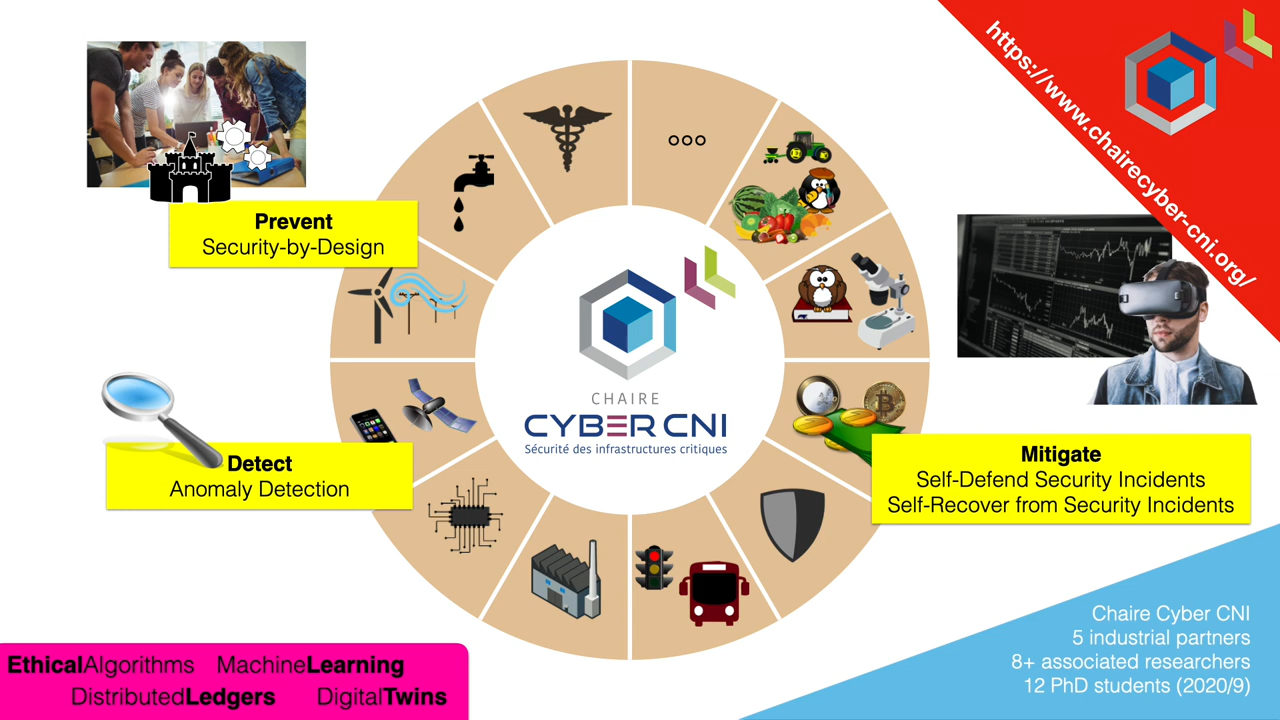 https://www.chairecyber-cni.org/
Prevent
Security-by-Design
CHAIRE
CYBER CNI
Sécurité des infrastructures critiques
Detect
Anomaly Detection
Mitigate
Self-Defend Security Incidents
Self-Recover from Security Incidents
EthicalAlgorithms MachineLearning
DistributedLedgers DigitalTwins
Chaire Cyber CNI
5 industrial partners
8+ associated researchers
12 PhD students (2020/9)